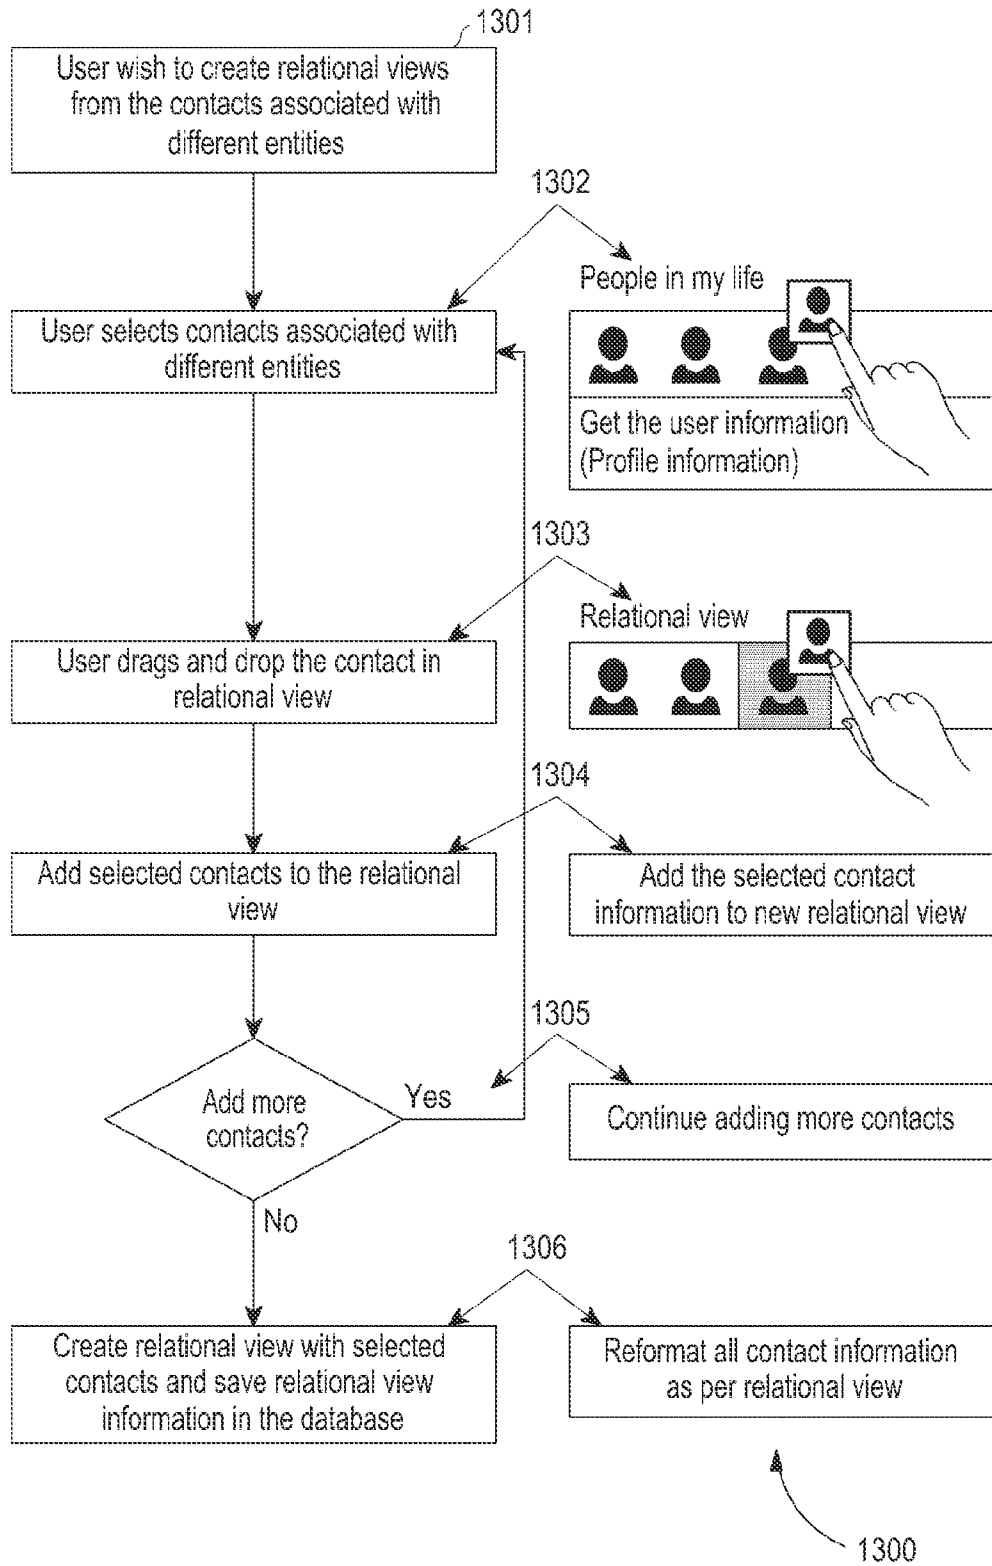 1301
User wish to create relational views
from the contacts associated with
different entities
1302
People in my life
User selects contacts associated with
different entities
Get the user information
(Profile information)
1303
Relational view
User drags and drop the contact in
relational view
1304
Add selected contacts to the relational
view
Add the selected contact
information to new relational view
1305
Add more
contacts?
Yes
Continue adding more contacts
No
1306
Create relational view with selected
contacts and save relational view
information in the database
Reformat all contact information
as per relational view
1300